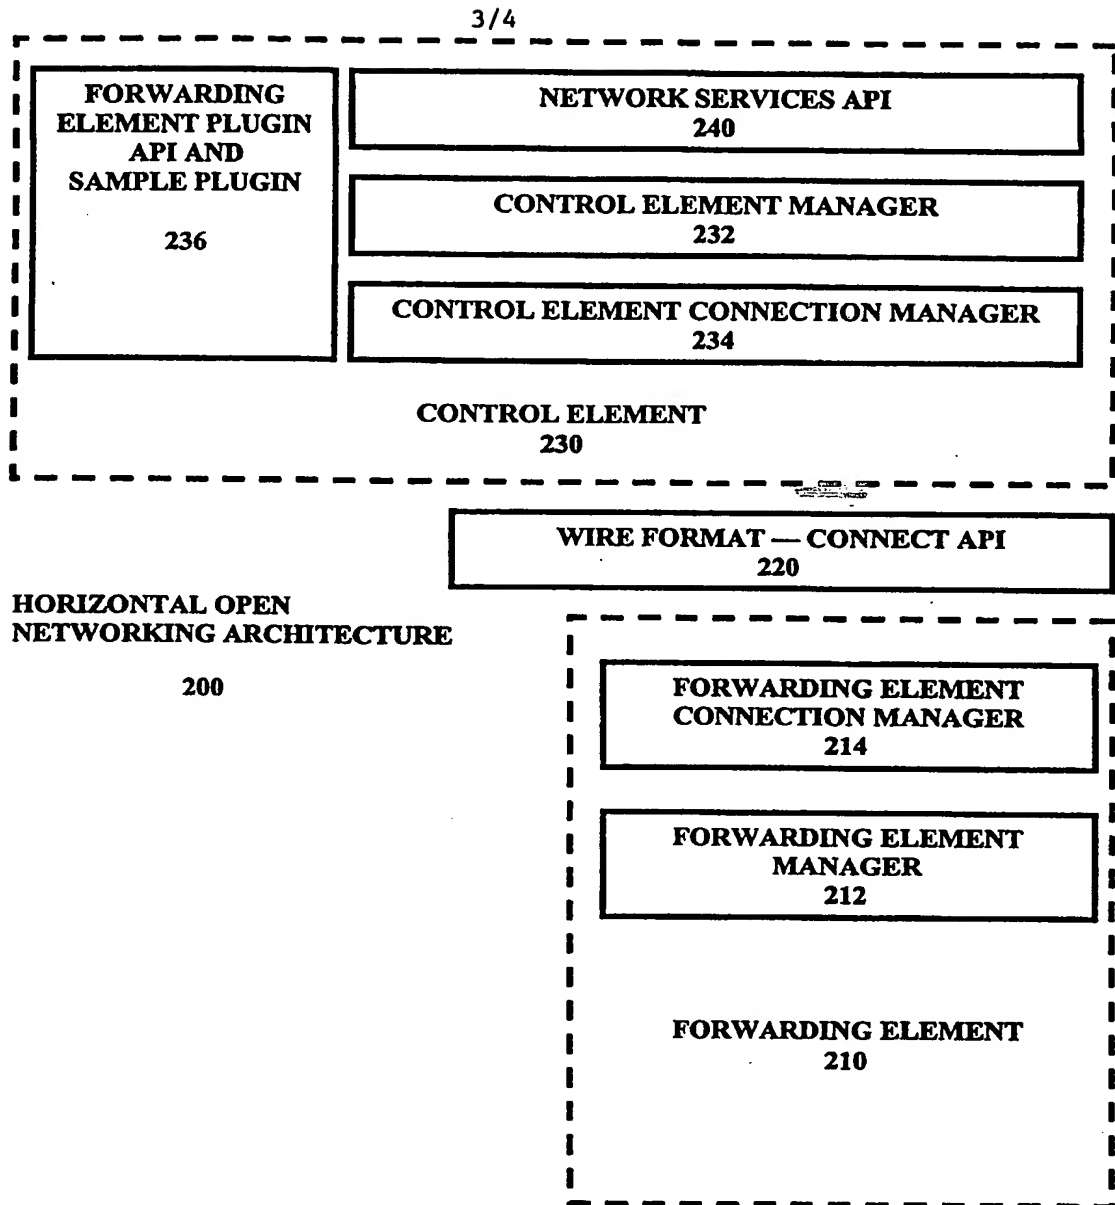 3/4
FORWARDING
ELEMENT PLUGIN
API AND
SAMPLE PLUGIN
236
NETWORK SERVICES API
240
CONTROL ELEMENT MANAGER
232
CONTROL ELEMENT CONNECTION MANAGER
234
CONTROL ELEMENT
230
WIRE FORMAT — CONNECT API
220
HORIZONTAL OPEN
NETWORKING ARCHITECTURE
200
FORWARDING ELEMENT
CONNECTION MANAGER
214
FORWARDING ELEMENT
MANAGER
212
FORWARDING ELEMENT
210